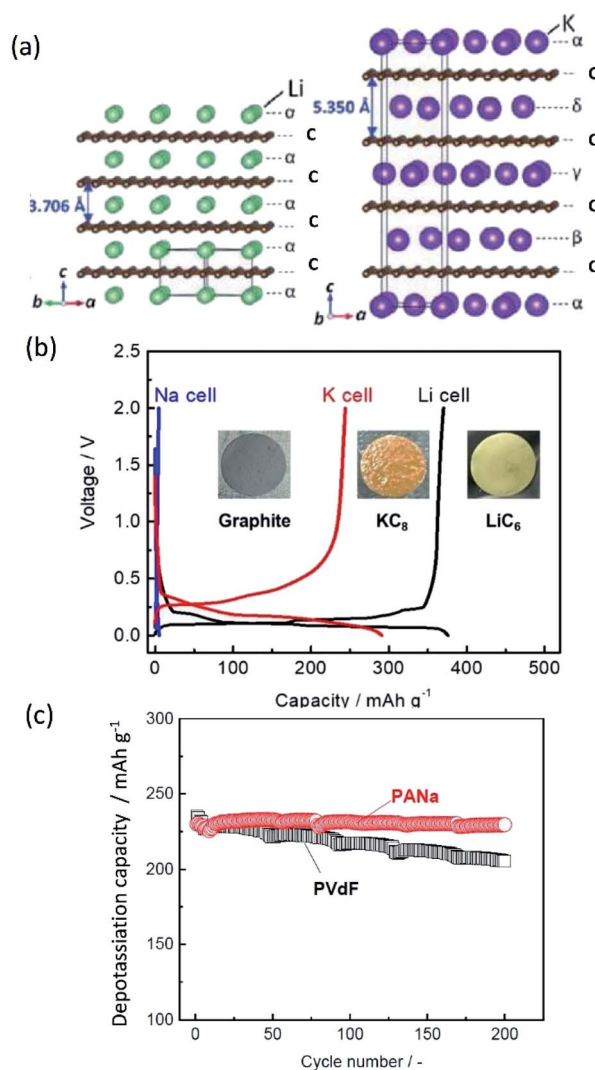 (a)
Li
α
C
α
C
3.706 Å
α
C
α
C
α
c
b
a
K
α
C
5.350 Å
δ
C
γ
C
β
C
α
c
b
a
(b)
2.5
2.0
1.5
1.0
0.5
0.0
Voltage / V
Na cell
K cell
Li cell
Graphite
KC₈
LiC₆
0 100 200 300 400 500
Capacity / mAh g⁻¹
(c)
300
250
200
150
100
Depotassiation capacity / mAh g⁻¹
PANa
PVdF
0 50 100 150 200
Cycle number / -